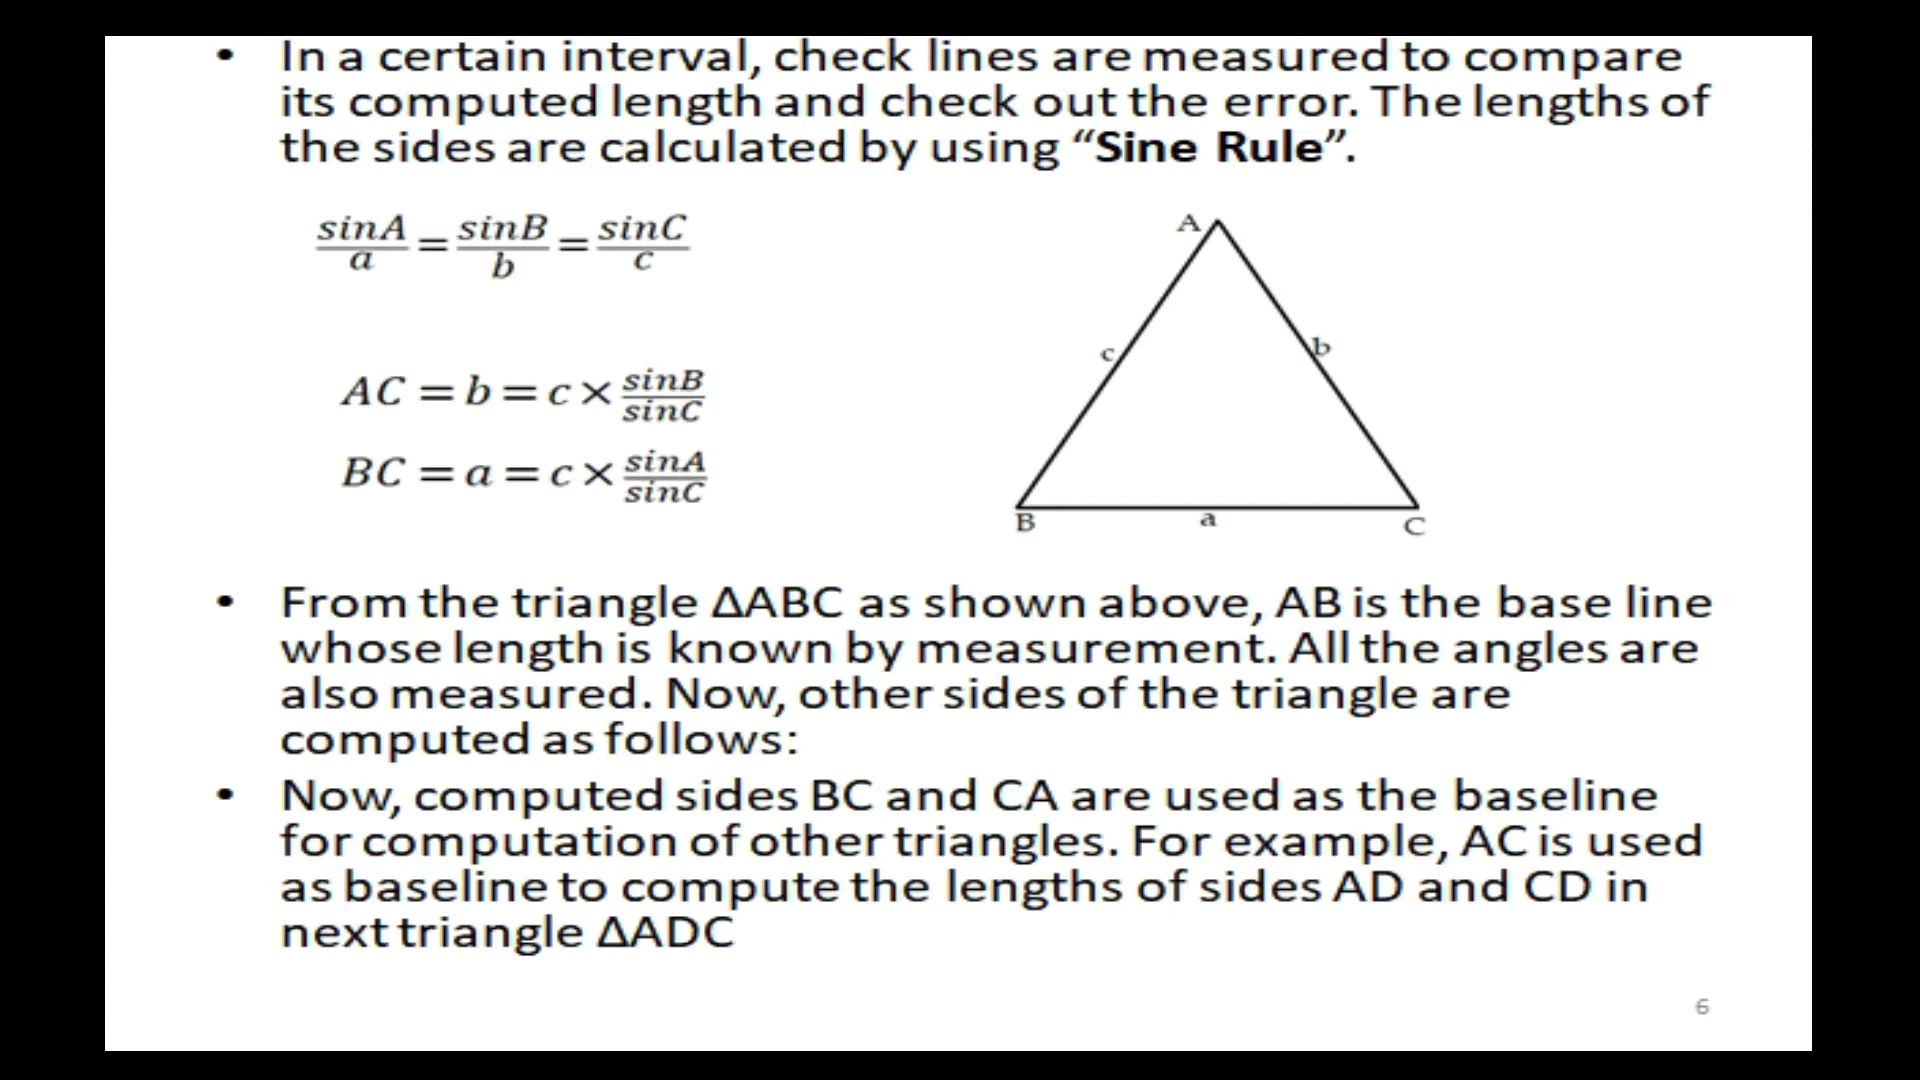 • In a certain interval, check lines are measured to compare
its computed length and check out the error. The lengths of
the sides are calculated by using “Sine Rule”.
sinA/a = sinB/b = sinC/c
A
c
b
AC = b = c × sinB/sinC
BC = a = c × sinA/sinC
B
a
C
• From the triangle ΔABC as shown above, AB is the base line
whose length is known by measurement. All the angles are
also measured. Now, other sides of the triangle are
computed as follows:
• Now, computed sides BC and CA are used as the baseline
for computation of other triangles. For example, AC is used
as baseline to compute the lengths of sides AD and CD in
next triangle ΔADC
6